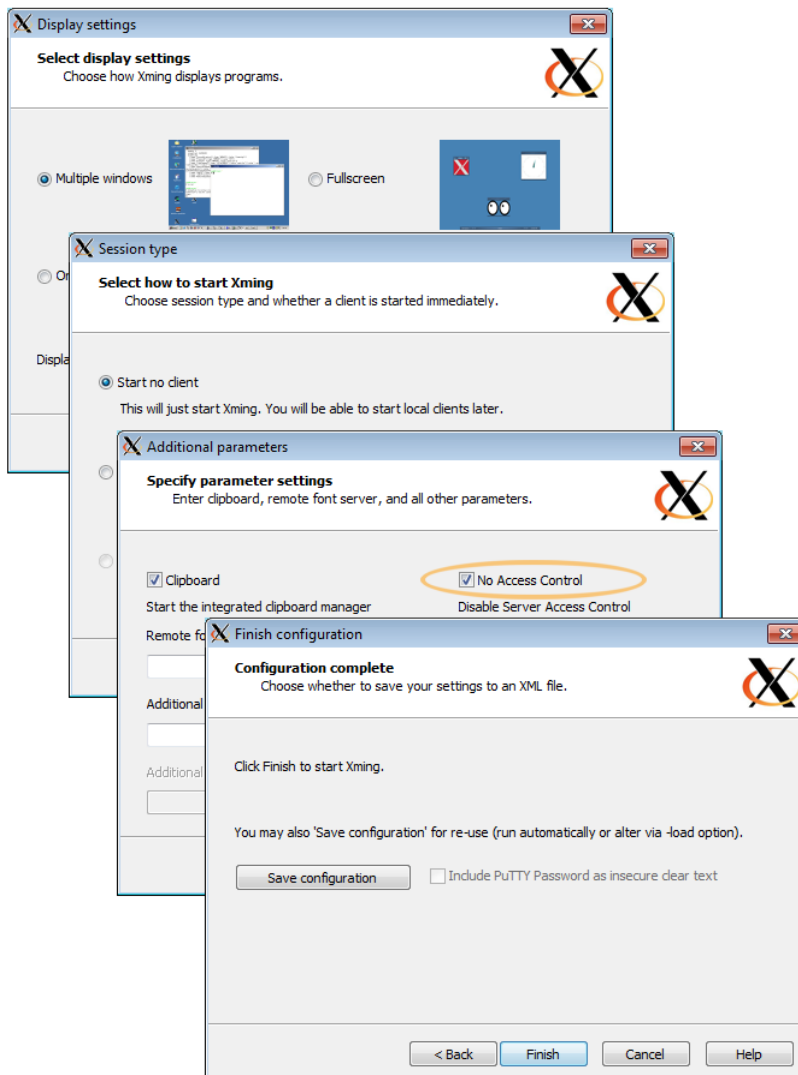 Display settings
Select display settings
Choose how Xming displays programs.
Multiple windows
Fullscreen
Session type
Select how to start Xming
Choose session type and whether a client is started immediately.
Start no client
This will just start Xming. You will be able to start local clients later.
Additional parameters
Specify parameter settings
Enter clipboard, remote font server, and all other parameters.
Clipboard
No Access Control
Start the integrated clipboard manager
Disable Server Access Control
Remote
Finish configuration
Configuration complete
Choose whether to save your settings to an XML file.
Additional
Click Finish to start Xming.
Additional
You may also 'Save configuration' for re-use (run automatically or alter via -load option).
Save configuration
Include PuTTY Password as insecure clear text
< Back
Finish
Cancel
Help